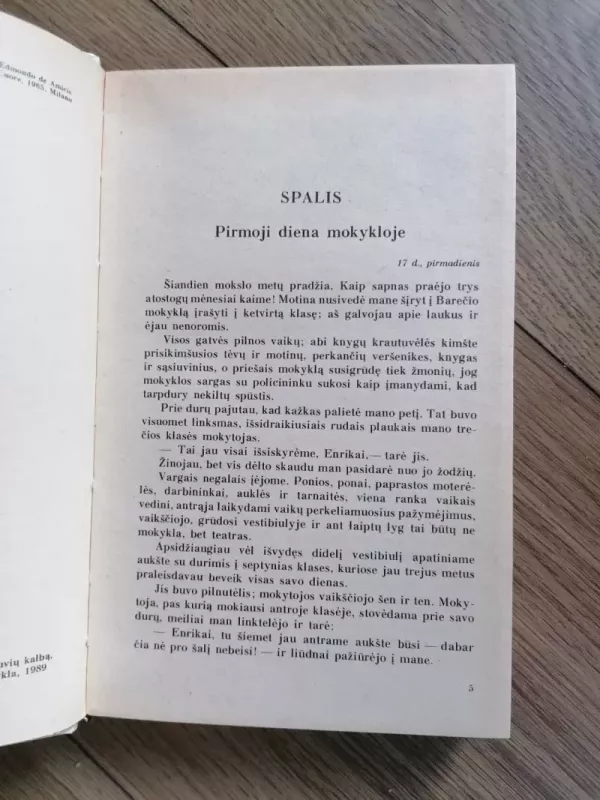 Edmondo de Amicis
Cuore, 1965, Milano
uvių kalbą,
kla, 1989
SPALIS
Pirmoji diena mokykloje
17 d., pirmadienis
Šiandien mokslo metų pradžia. Kaip sapnas praėjo trys
atostogų mėnesiai kaime! Motina nusivedė mane šįryt į Barečio
mokyklą įrašyti į ketvirtą klasę; aš galvojau apie laukus ir
ėjau nenoromis.
Visos gatvės pilnos vaikų; abi knygų krautuvėlės kimšte
prisikimšusios tėvų ir motinų, perkančių veršenikes, knygas
ir sąsiuvinius, o priešais mokyklą susigrūdę tiek žmonių, jog
mokyklos sargas su policininku sukosi kaip įmanydami, kad
tarpdury nekiltų spūstis.
Prie durų pajutau, kad kažkas palietė mano petį. Tat buvo
visuomet linksmas, išsidraikiusiais rudais plaukais mano tre-
čios klasės mokytojas.
— Tai jau visai išsiskyrėme, Enrikai,— tarė jis.
Žinojau, bet vis dėlto skaudu man pasidarė nuo jo žodžių.
Vargais negalais įėjome. Ponios, ponai, paprastos moterė-
lės, darbininkai, auklės ir tarnaitės, viena ranka vaikais
vedini, antrąja laikydami vaikų perkeliamuosius pažymėjimus,
vaikščiojo, grūdosi vestibiulyje ir ant laiptų lyg tai būtų ne
mokykla, bet teatras.
Apsidžiaugiau vėl išvydęs didelį vestibiulį apatiniame
aukšte su durimis į septynias klases, kuriose jau trejus metus
praleisdavau beveik visas savo dienas.
Jis buvo pilnutėlis; mokytojos vaikščiojo šen ir ten. Moky-
toja, pas kurią mokiausi antroje klasėje, stovėdama prie savo
durų, meiliai man linktelėjo ir tarė:
— Enrikai, tu šiemet jau antrame aukšte būsi — dabar
čia nė pro šalį nebeisi! — ir liūdnai pažiūrėjo į mane.
5